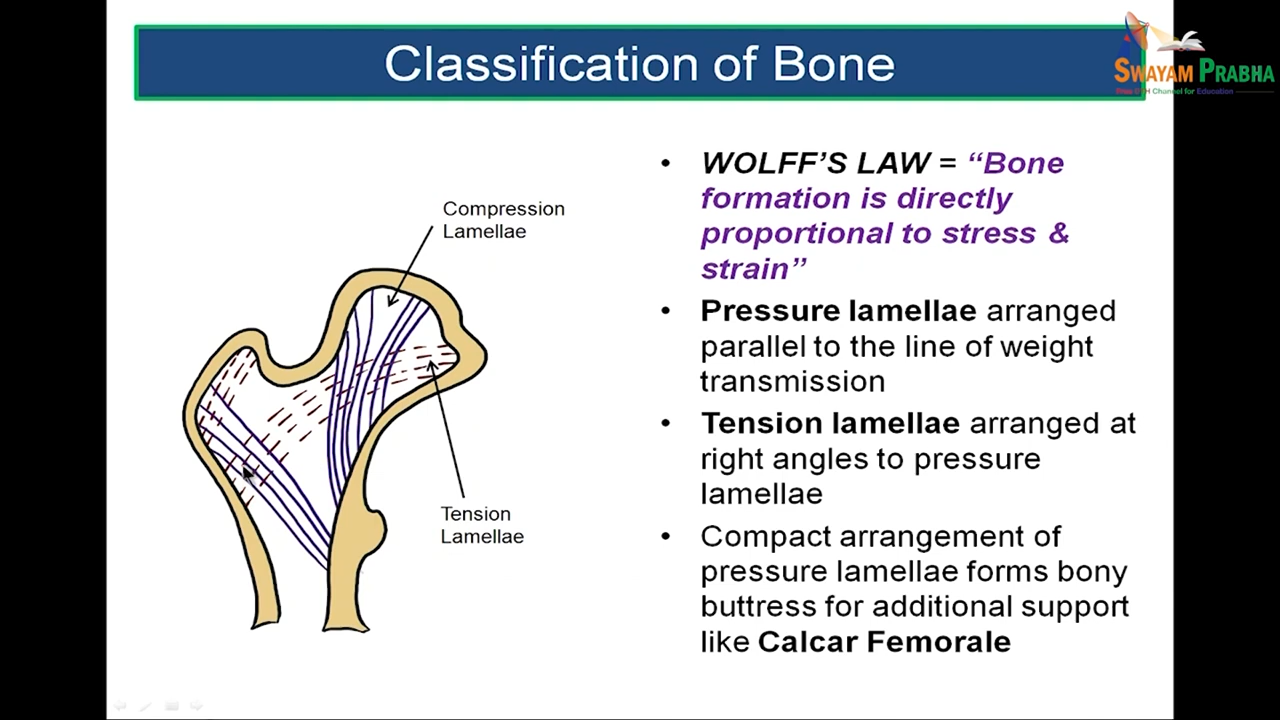 Classification of Bone
SWAYAM PRABHA
Compression
Lamellae
Tension
Lamellae
• WOLFF'S LAW = “Bone
formation is directly
proportional to stress &
strain”
• Pressure lamellae arranged
parallel to the line of weight
transmission
• Tension lamellae arranged at
right angles to pressure
lamellae
• Compact arrangement of
pressure lamellae forms bony
buttress for additional support
like Calcar Femorale